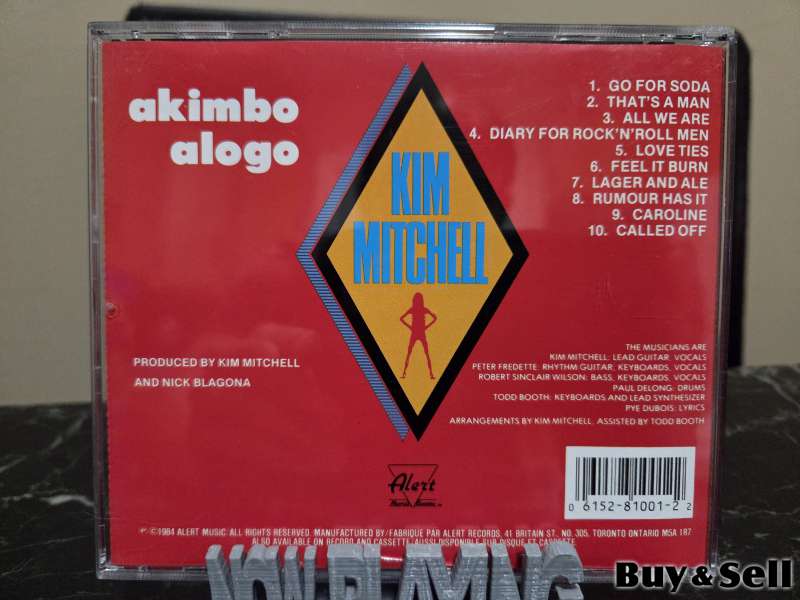 akimbo
alogo
KIM
MITCHELL
1. GO FOR SODA
2. THAT'S A MAN
3. ALL WE ARE
4. DIARY FOR ROCK'N'ROLL MEN
5. LOVE TIES
6. FEEL IT BURN
7. LAGER AND ALE
8. RUMOUR HAS IT
9. CAROLINE
10. CALLED OFF
PRODUCED BY KIM MITCHELL
AND NICK BLAGONA
THE MUSICIANS ARE
KIM MITCHELL: LEAD GUITAR, VOCALS
PETER FREDETTE: RHYTHM GUITAR, KEYBOARDS, VOCALS
ROBERT SINCLAIR WILSON: BASS, KEYBOARDS, VOCALS
PAUL DELONG: DRUMS
TODD BOOTH: KEYBOARDS AND LEAD SYNTHESIZER
PYE DUBOIS: LYRICS
ARRANGEMENTS BY KIM MITCHELL, ASSISTED BY TODD BOOTH
Alert
0 6152-81001-2 2
℗ ©1984 ALERT MUSIC. ALL RIGHTS RESERVED. MANUFACTURED BY/FABRIQUE PAR ALERT RECORDS, 41 BRITAIN ST., NO. 305, TORONTO ONTARIO M5A 1R7
ALSO AVAILABLE ON RECORD AND CASSETTE/AUSSI DISPONIBLE SUR DISQUE ET CASSETTE
NOW PLAYING
Buy & Sell